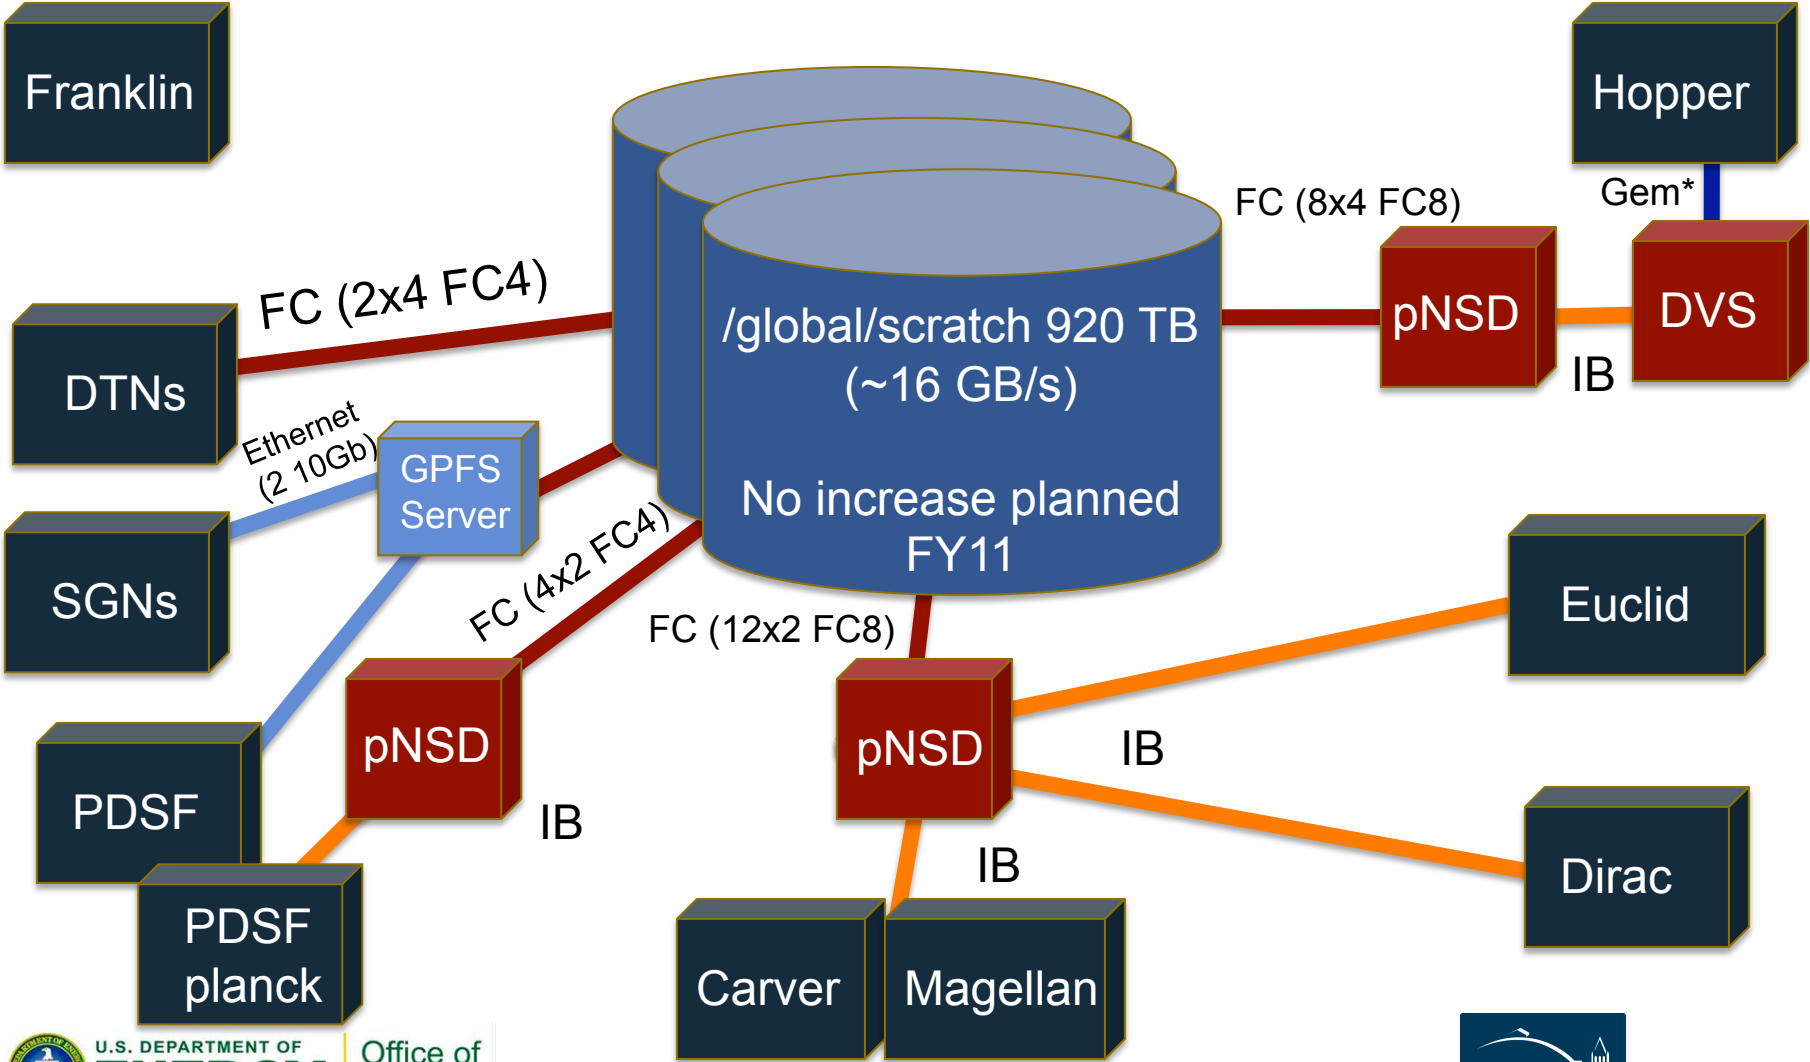 Franklin
Hopper
Gem*
FC (8x4 FC8)
FC (2x4 FC4)
/global/scratch 920 TB
(~16 GB/s)
No increase planned
FY11
pNSD
DVS
IB
DTNs
Ethernet
(2 10Gb)
GPFS
Server
SGNs
FC (4x2 FC4)
FC (12x2 FC8)
Euclid
pNSD
pNSD
IB
IB
PDSF
IB
Dirac
PDSF
planck
Carver
Magellan
U.S. DEPARTMENT OF
Office of